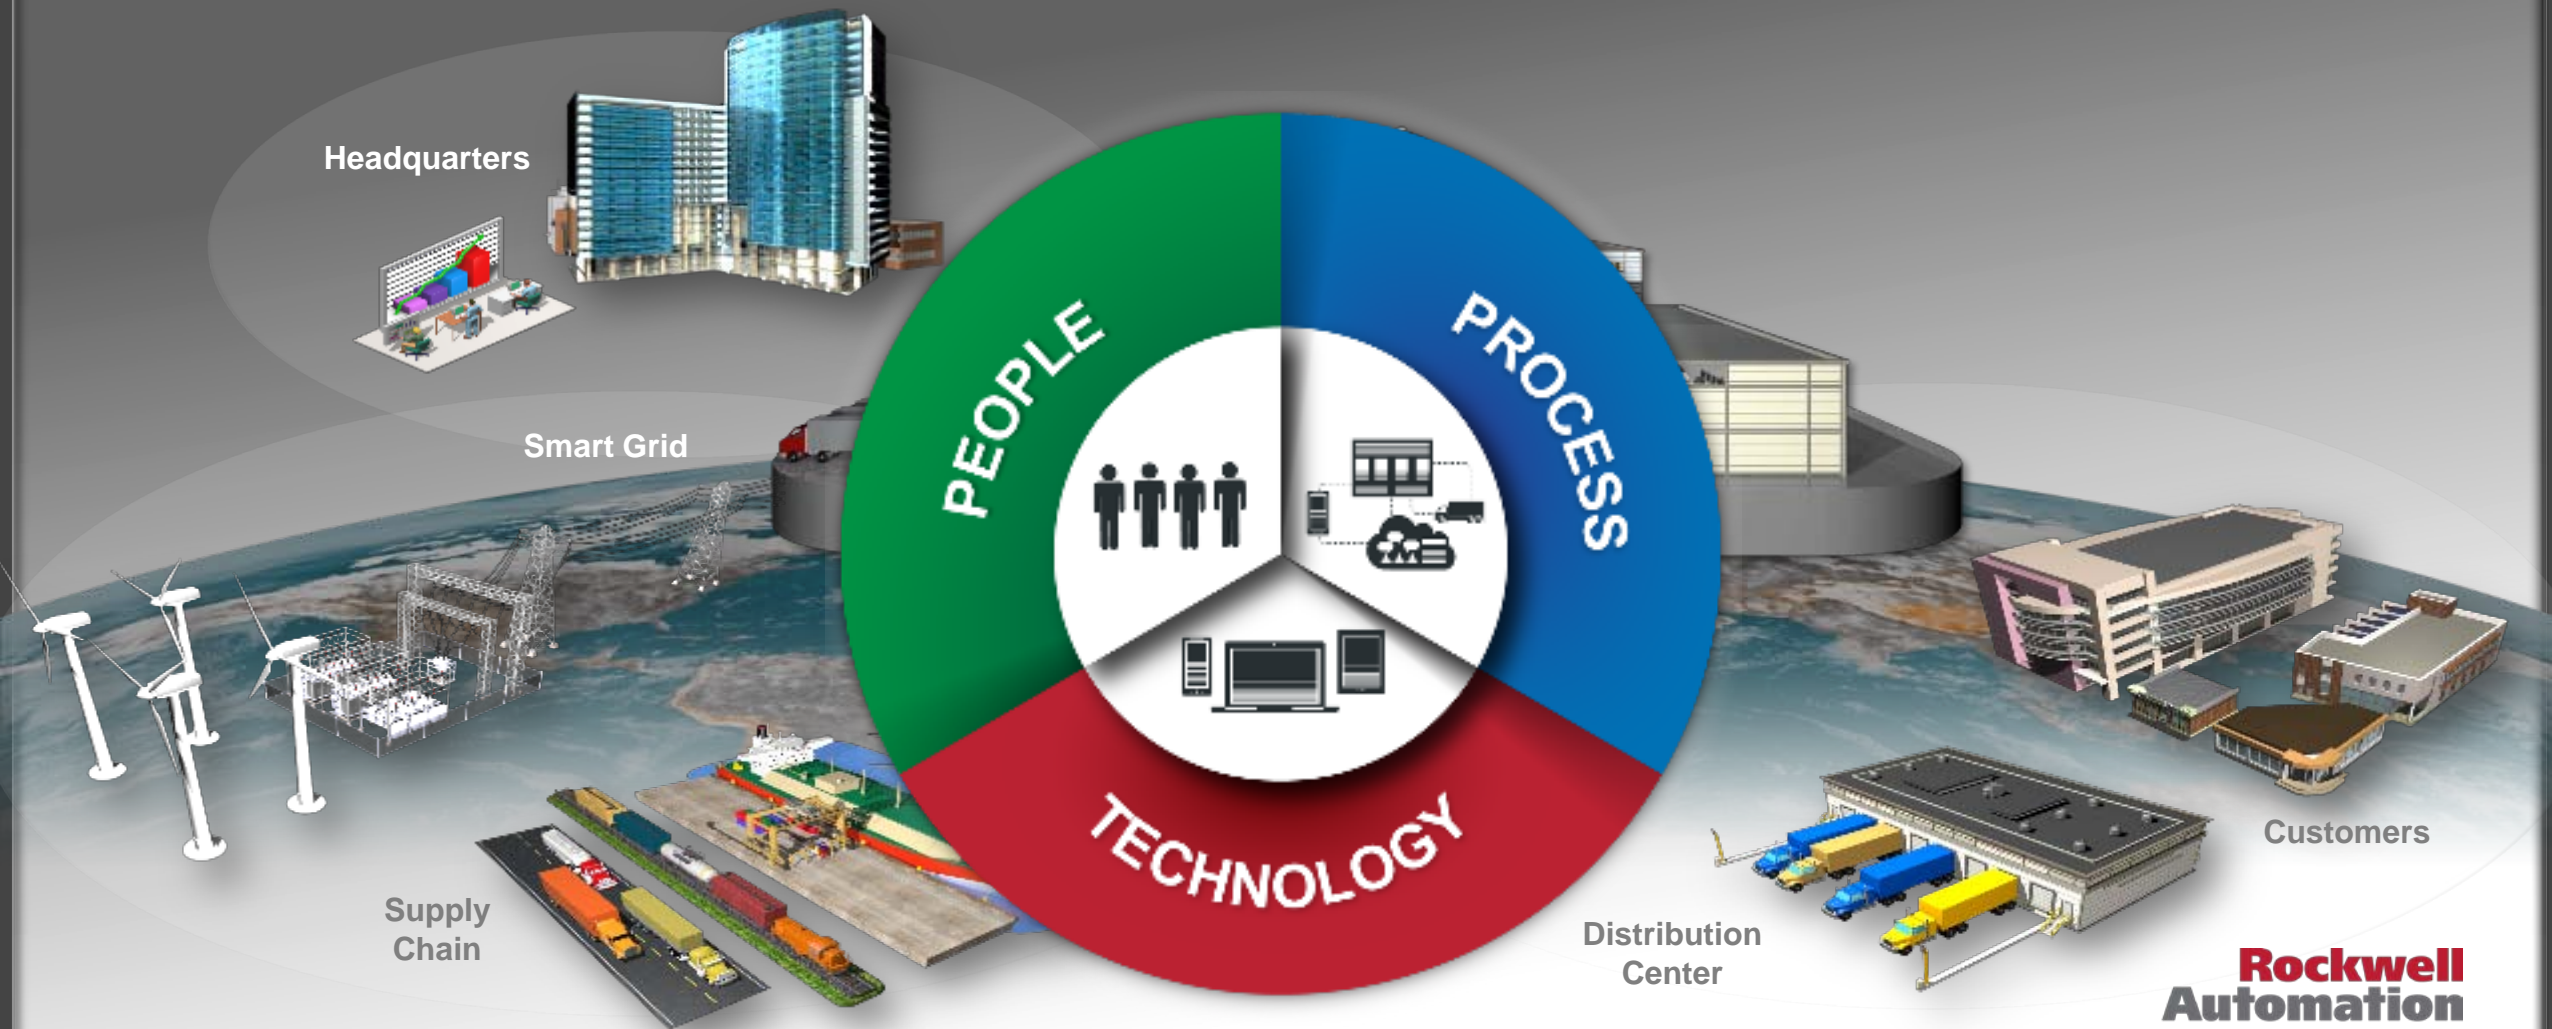 Headquarters
PEOPLE
PROCESS
Smart Grid
TECHNOLOGY
Supply
Chain
Distribution
Center
Customers
Rockwell
Automation